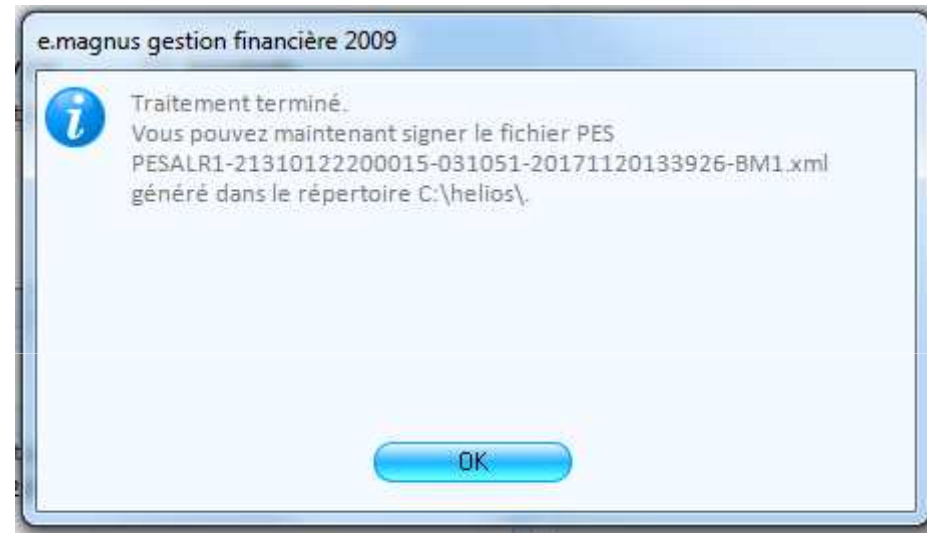 e.magnus gestion financière 2009
Traitement terminé.
Vous pouvez maintenant signer le fichier PES
PESALR1-21310122200015-031051-20171120133926-BM1.xml
généré dans le répertoire C:\helios\.
OK